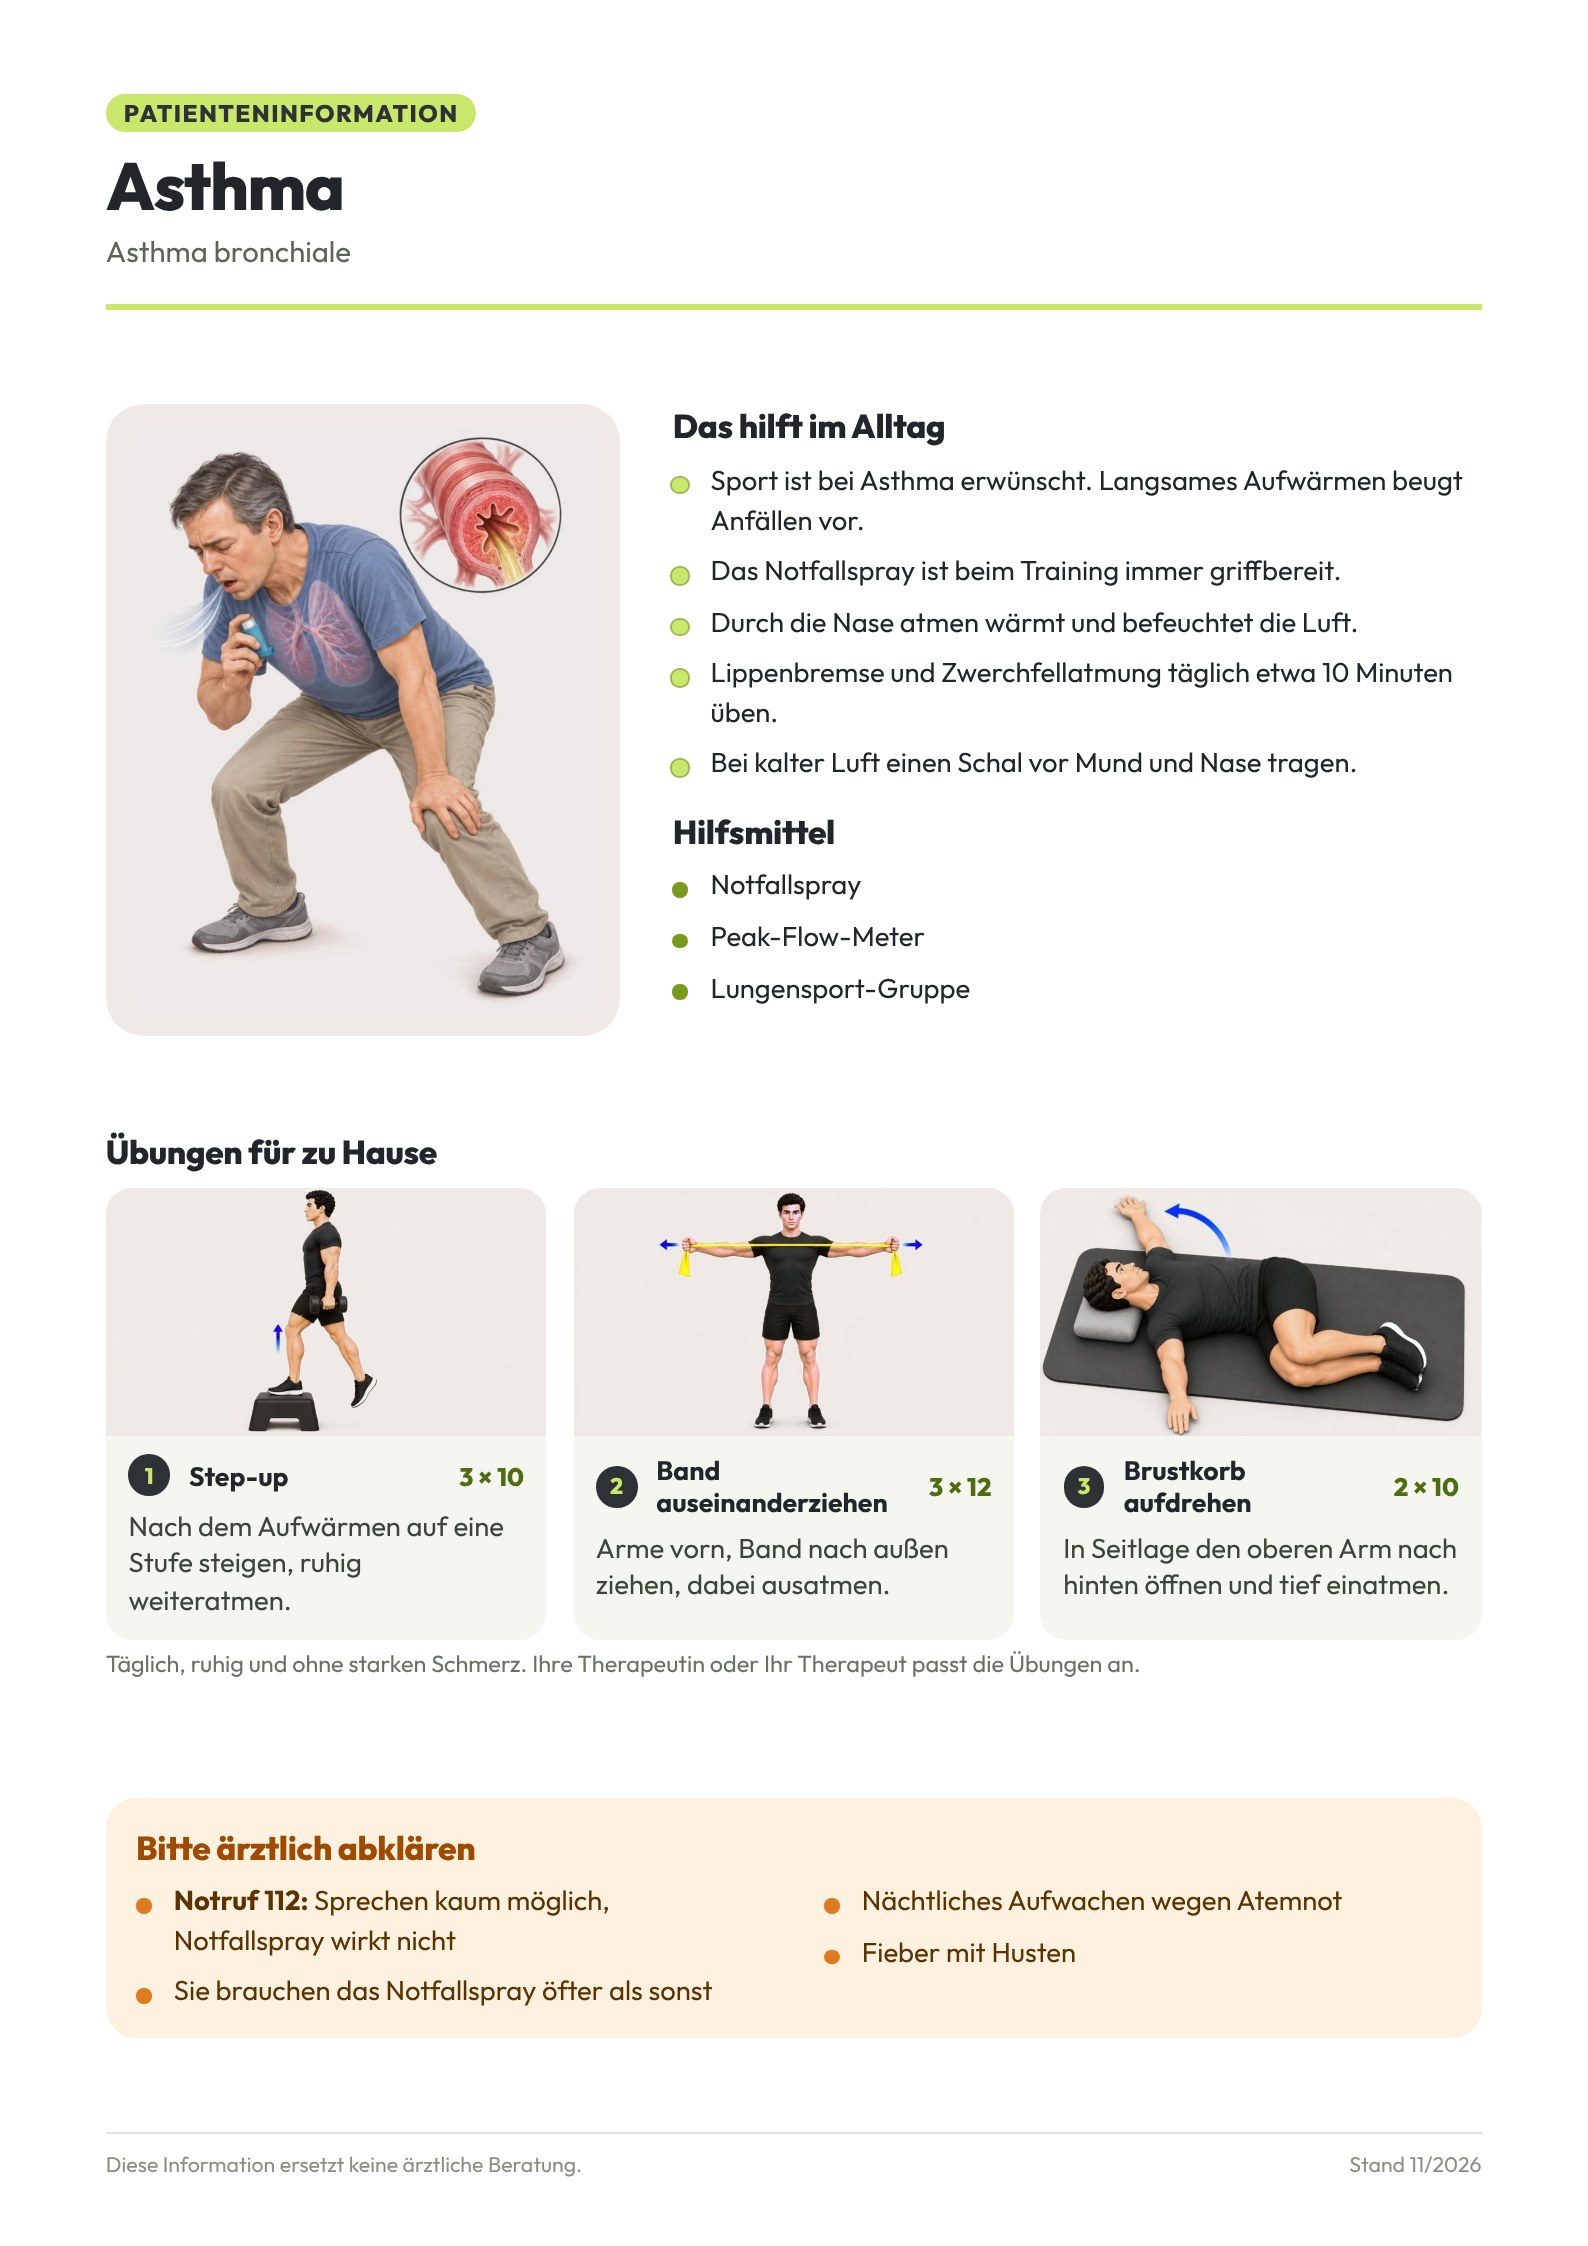 PATIENTENINFORMATION
Asthma
Asthma bronchiale
Das hilft im Alltag
Sport ist bei Asthma erwünscht. Langsames Aufwärmen beugt
Anfällen vor.
Das Notfallspray ist beim Training immer griffbereit.
Durch die Nase atmen wärmt und befeuchtet die Luft.
Lippenbremse und Zwerchfellatmung täglich etwa 10 Minuten
üben.
Bei kalter Luft einen Schal vor Mund und Nase tragen.
Hilfsmittel
Notfallspray
Peak-Flow-Meter
Lungensport-Gruppe
Übungen für zu Hause
1 Step-up 3 × 10
Nach dem Aufwärmen auf eine
Stufe steigen, ruhig
weiteratmen.
2 Band
auseinanderziehen 3 × 12
Arme vorn, Band nach außen
ziehen, dabei ausatmen.
3 Brustkorb
aufdrehen 2 × 10
In Seitlage den oberen Arm nach
hinten öffnen und tief einatmen.
Täglich, ruhig und ohne starken Schmerz. Ihre Therapeutin oder Ihr Therapeut passt die Übungen an.
Bitte ärztlich abklären
Notruf 112: Sprechen kaum möglich,
Notfallspray wirkt nicht
Sie brauchen das Notfallspray öfter als sonst
Nächtliches Aufwachen wegen Atemnot
Fieber mit Husten
Diese Information ersetzt keine ärztliche Beratung.
Stand 11/2026